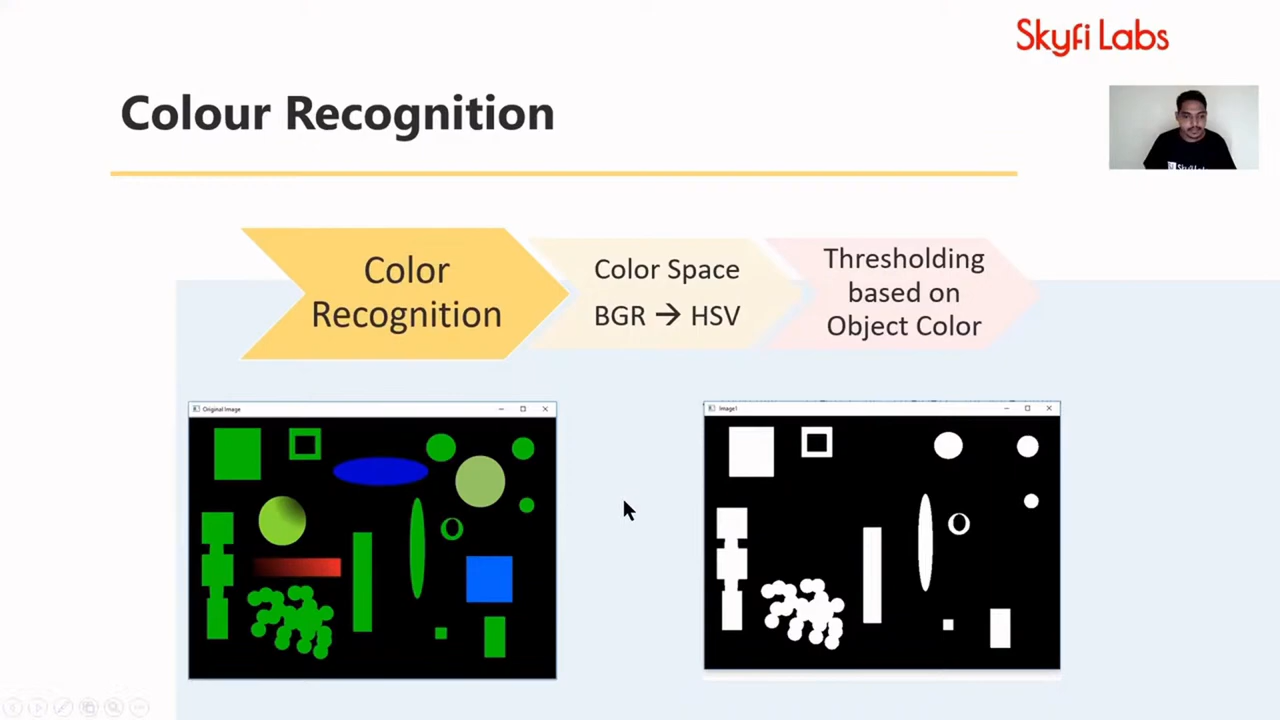 Skyfi Labs
Colour Recognition
Color
Recognition
Color Space
BGR → HSV
Thresholding
based on
Object Color
Original Image
Image1